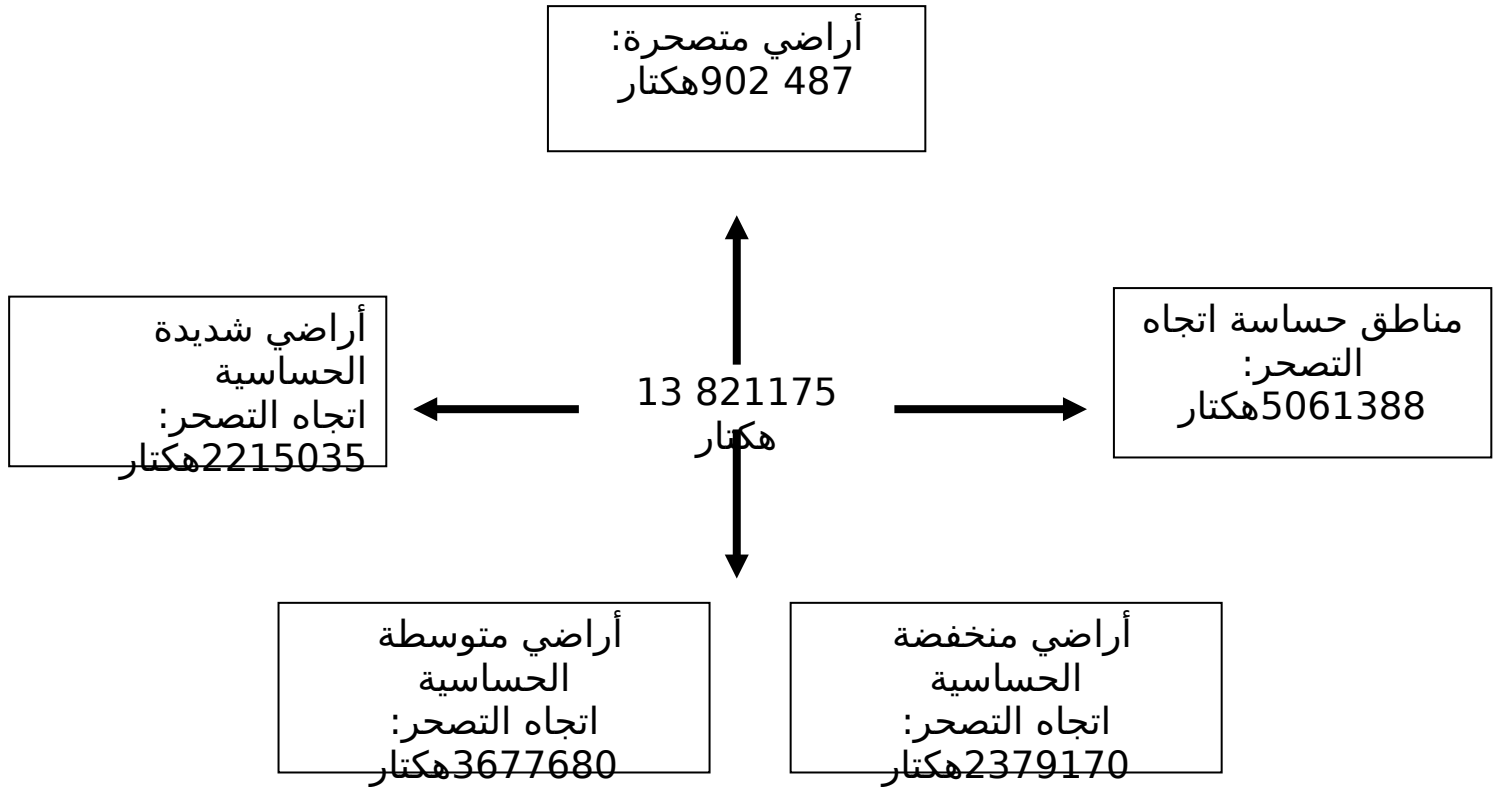 أراضي متصحرة:
487 902هكتار
مناطق حساسة اتجاه
التصحر:
5061388هكتار
13 821175
هكتار
أراضي شديدة
الحساسية
اتجاه التصحر:
2215035هكتار
أراضي منخفضة
الحساسية
اتجاه التصحر:
2379170هكتار
أراضي متوسطة
الحساسية
اتجاه التصحر:
3677680هكتار